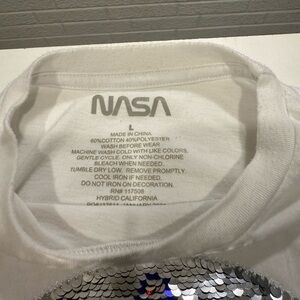 NASA
L
MADE IN CHINA
60%COTTON 40%POLYESTER
WASH BEFORE WEAR
MACHINE WASH COLD WITH LIKE COLORS.
GENTLE CYCLE. ONLY NON-CHLORINE
BLEACH WHEN NEEDED.
TUMBLE DRY LOW. REMOVE PROMPTLY.
COOL IRON IF NEEDED.
DO NOT IRON ON DECORATION.
RN# 117508
HYBRID CALIFORNIA